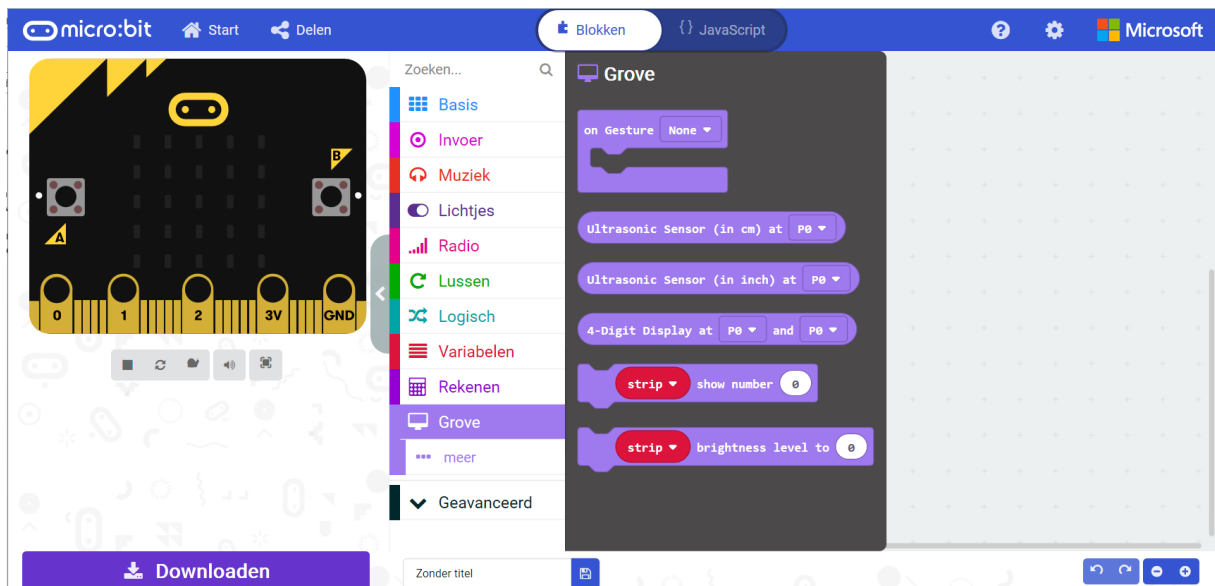 micro:bit
Start
Delen
Blokken
{} JavaScript
?
Microsoft
B
A
0
1
2
3V
GND
Downloaden
Zoeken...
Basis
Invoer
Muziek
Lichtjes
Radio
Lussen
Logisch
Variabelen
Rekenen
Grove
meer
Geavanceerd
Zonder titel
Grove
on Gesture None
Ultrasonic Sensor (in cm) at P0
Ultrasonic Sensor (in inch) at P0
4-Digit Display at P0 and P0
strip show number 0
strip brightness level to 0